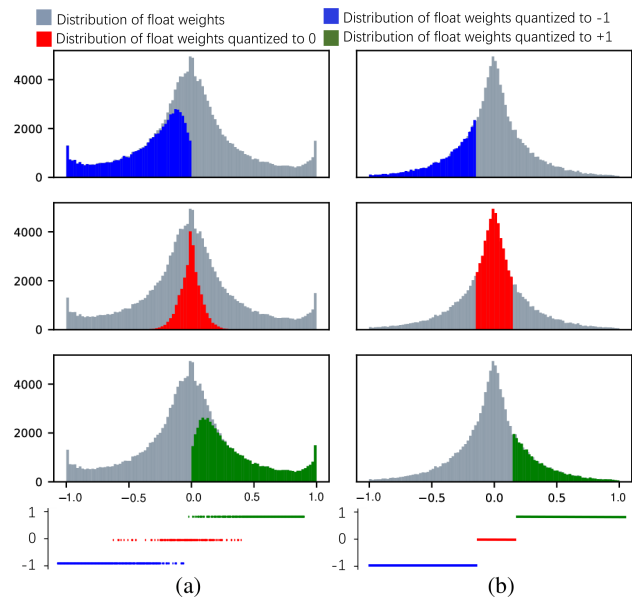 Distribution of float weights
Distribution of float weights quantized to -1
Distribution of float weights quantized to 0
Distribution of float weights quantized to +1
4000
2000
0
4000
2000
0
4000
2000
0
−1.0 −0.5 0.0 0.5 1.0 −1.0 −0.5 0.0 0.5 1.0
1 1
0 0
-1 -1
(a) (b)